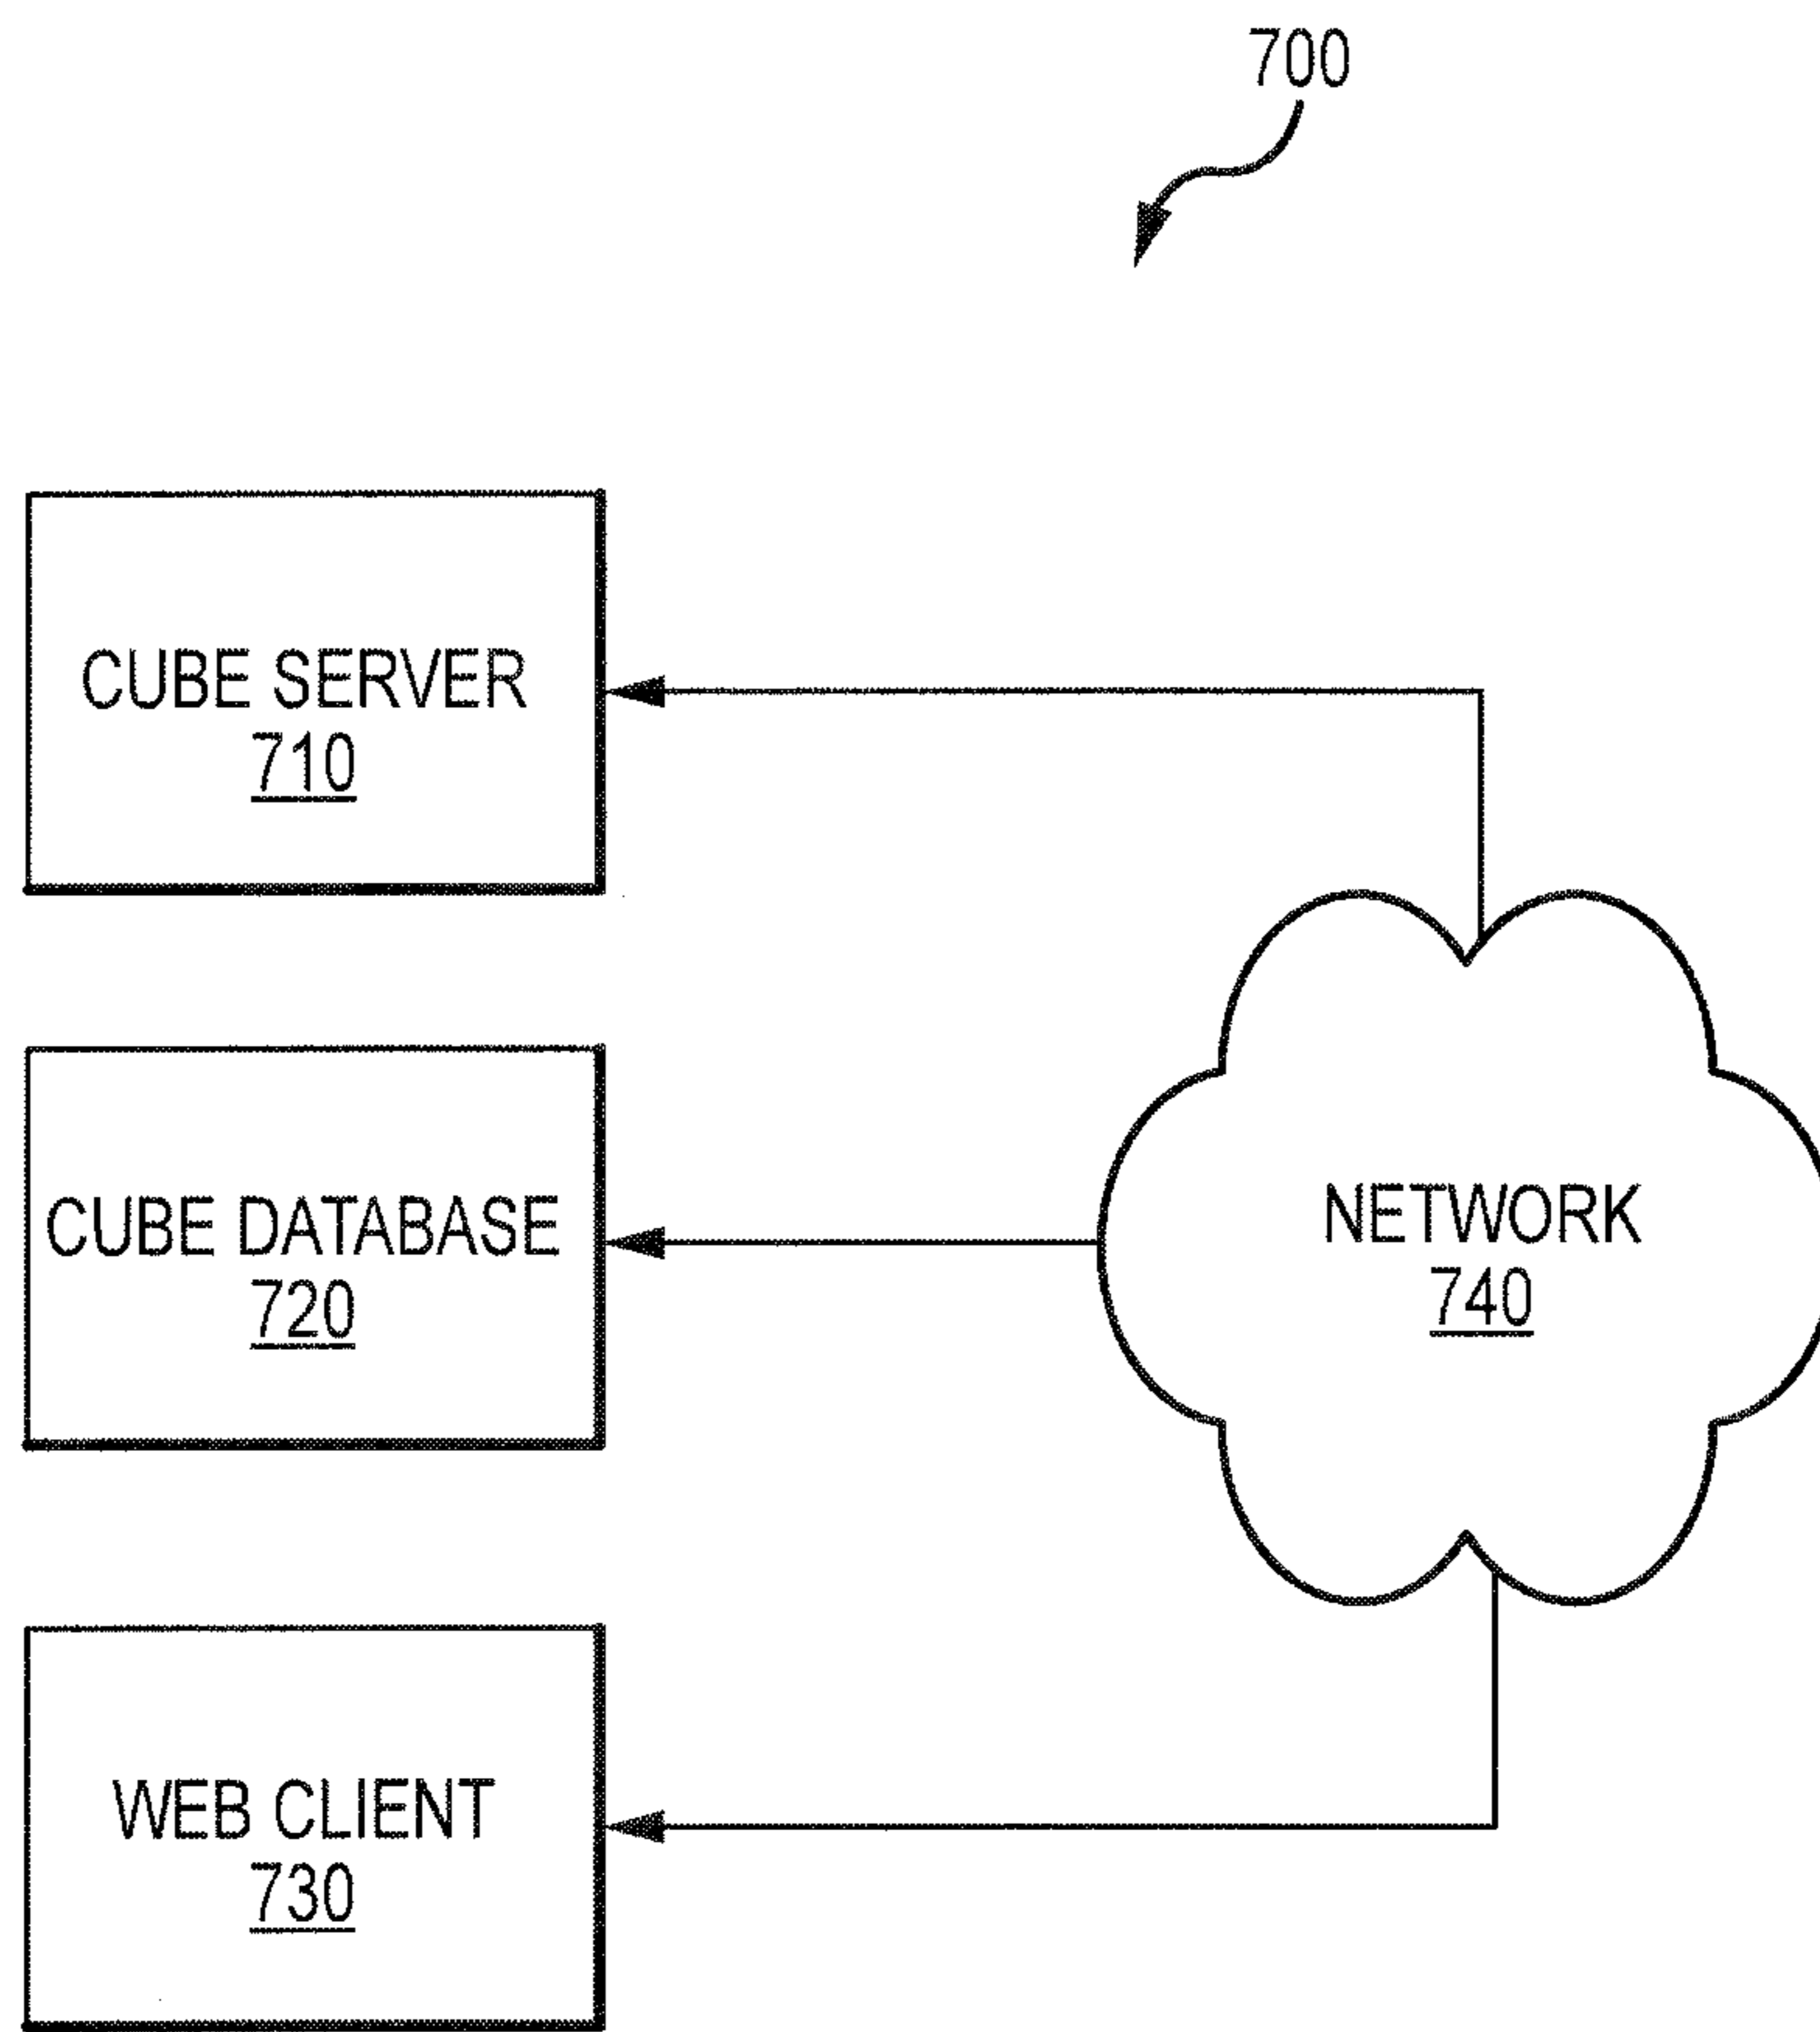 700
CUBE SERVER
710
CUBE DATABASE
720
NETWORK
740
WEB CLIENT
730